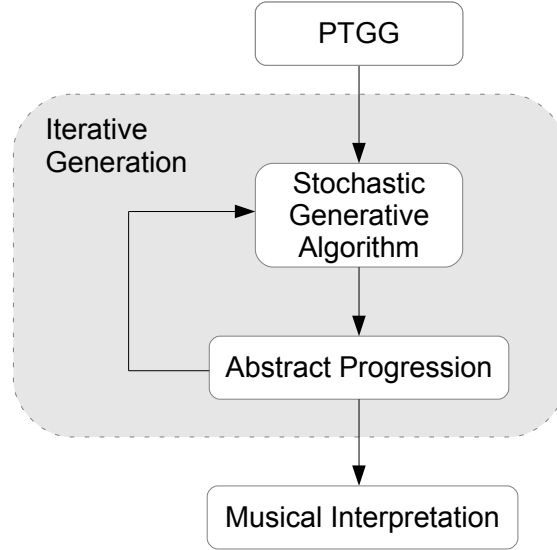 PTGG
Iterative
Generation
Stochastic
Generative
Algorithm
Abstract Progression
Musical Interpretation